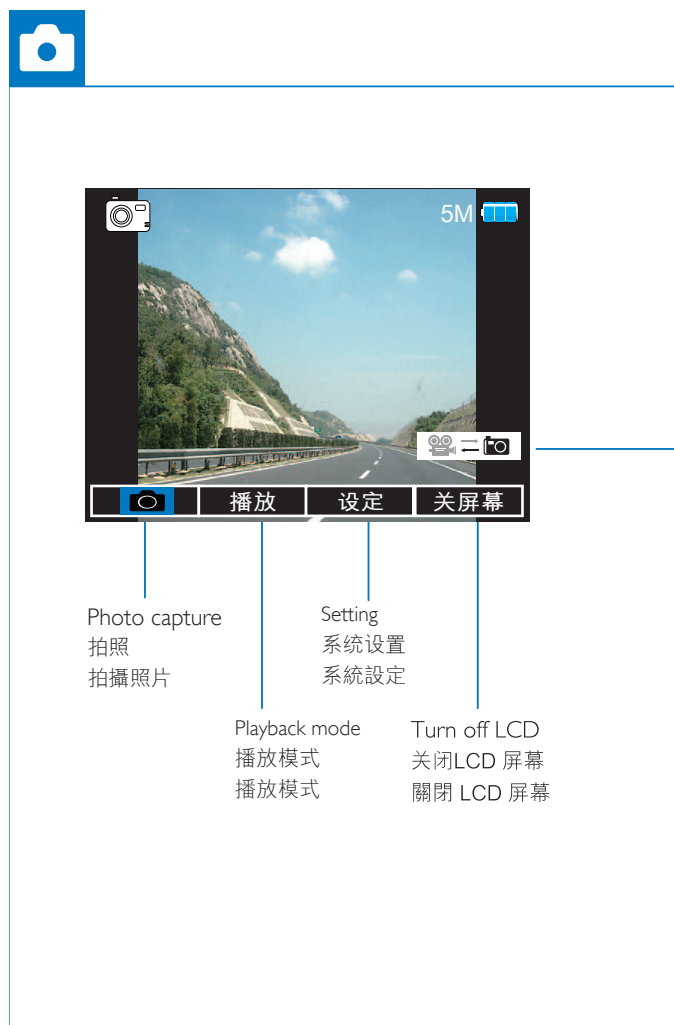 5M
播放
设定
关屏幕
Photo capture
拍照
拍攝照片
Setting
系统设置
系統設定
Playback mode
播放模式
播放模式
Turn off LCD
关闭LCD 屏幕
關閉 LCD 屏幕